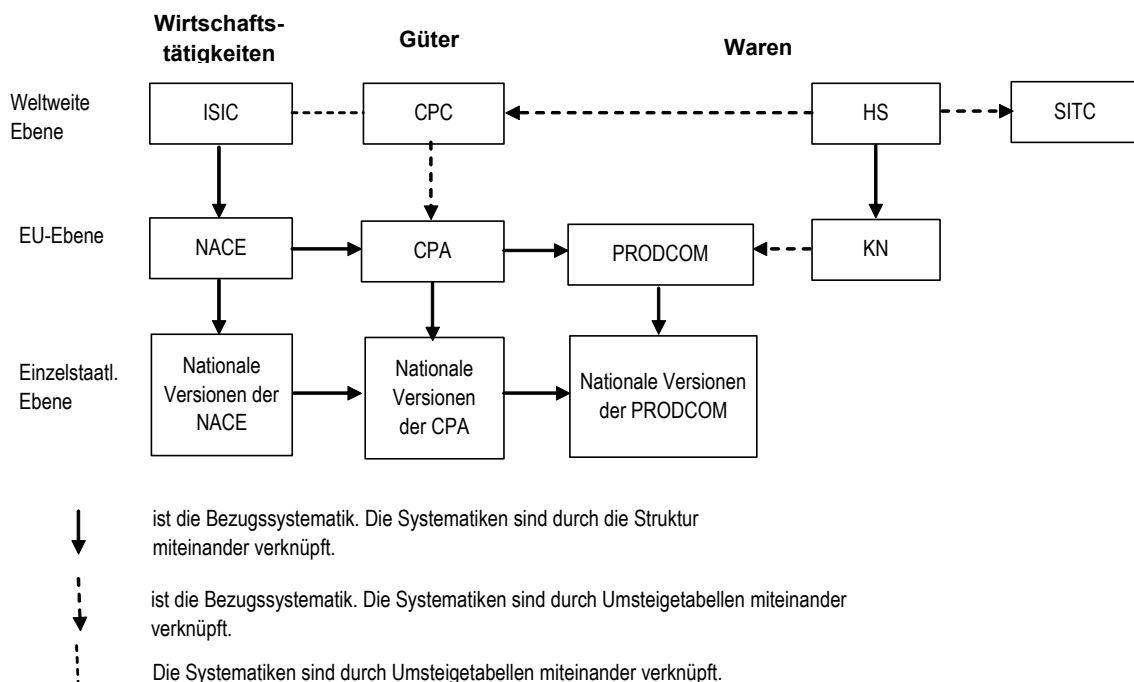 Wirtschafts-
tätigkeiten
Güter
Waren
Weltweite
Ebene
ISIC
CPC
HS
SITC
EU-Ebene
NACE
CPA
PRODCOM
KN
Einzelstaatl.
Ebene
Nationale
Versionen der
NACE
Nationale
Versionen
der CPA
Nationale Versionen
der PRODCOM
ist die Bezugssystematik. Die Systematiken sind durch die Struktur
miteinander verknüpft.
ist die Bezugssystematik. Die Systematiken sind durch Umsteigetabellen miteinander
verknüpft.
Die Systematiken sind durch Umsteigetabellen miteinander verknüpft.